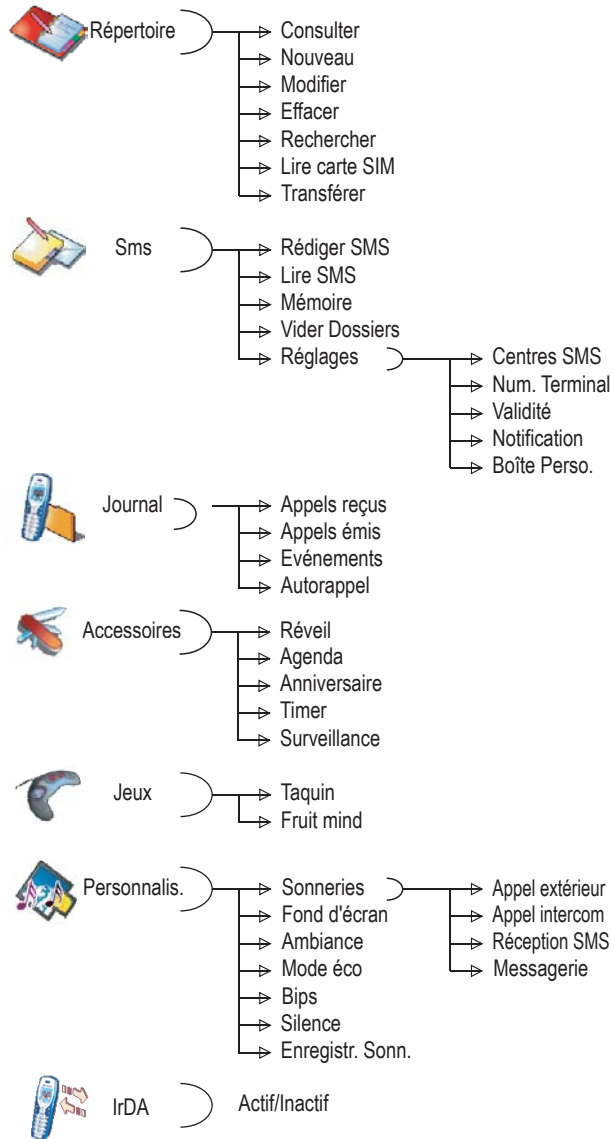 Répertoire
Consulter
Nouveau
Modifier
Effacer
Rechercher
Lire carte SIM
Transférer
Sms
Rédiger SMS
Lire SMS
Mémoire
Vider Dossiers
Réglages
Centres SMS
Num. Terminal
Validité
Notification
Boîte Perso.
Journal
Appels reçus
Appels émis
Evénements
Autorappel
Accessoires
Réveil
Agenda
Anniversaire
Timer
Surveillance
Jeux
Taquin
Fruit mind
Personnalis.
Sonneries
Appel extérieur
Appel intercom
Réception SMS
Messagerie
Fond d'écran
Ambiance
Mode éco
Bips
Silence
Enregistr. Sonn.
IrDA
Actif/Inactif